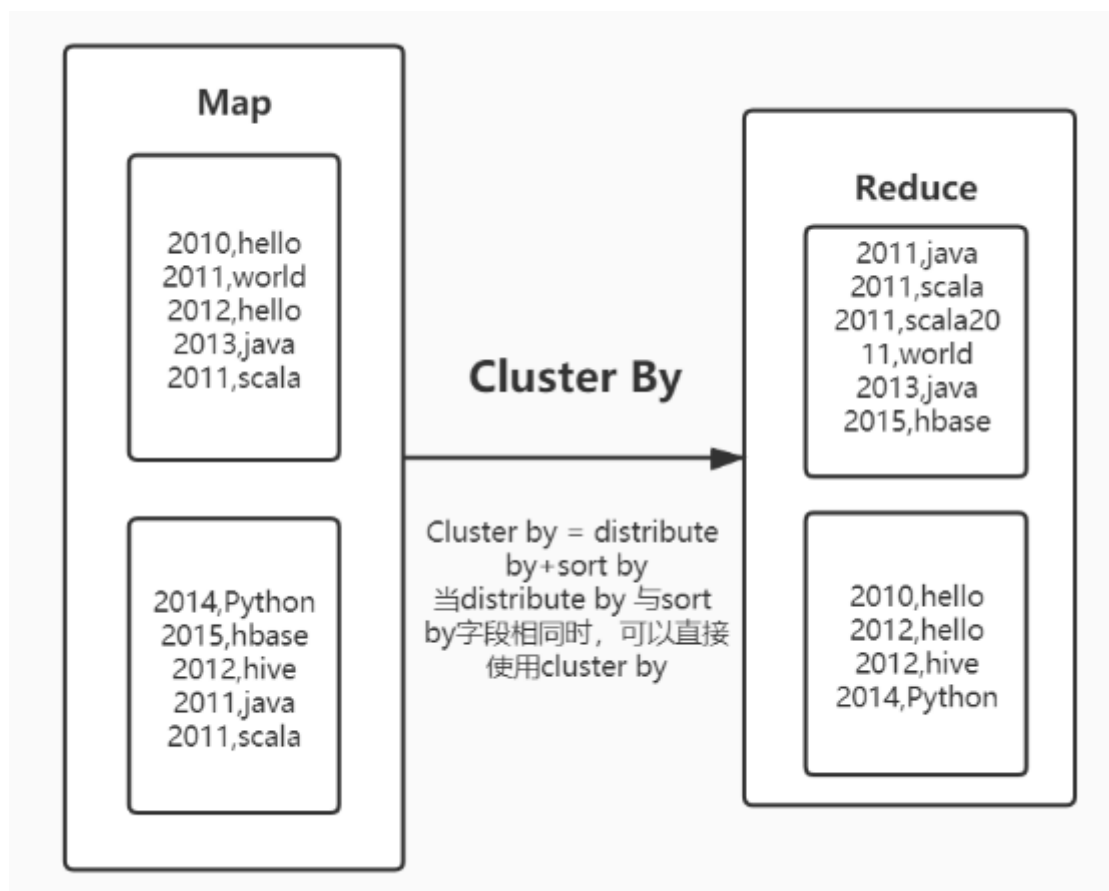 Map
2010,hello
2011,world
2012,hello
2013,java
2011,scala
2014,Python
2015,hbase
2012,hive
2011,java
2011,scala
Cluster By
Cluster by = distribute
by+sort by
当distribute by 与sort
by字段相同时，可以直接
使用cluster by
Reduce
2011,java
2011,scala
2011,scala20
11,world
2013,java
2015,hbase
2010,hello
2012,hello
2012,hive
2014,Python